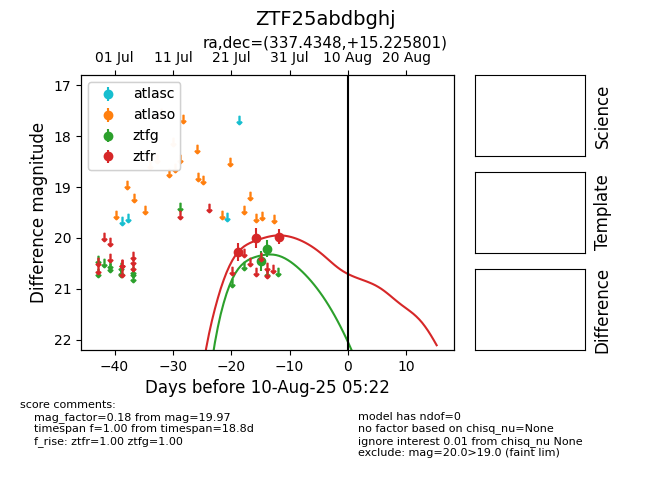 ZTF25abdbghj
ra,dec=(337.4348,+15.225801)
01 Jul 11 Jul 21 Jul 31 Jul 10 Aug 20 Aug
atlasc
atlaso
ztfg
ztfr
17
18
19
20
21
22
Difference magnitude
−40 −30 −20 −10 0 10
Days before 10-Aug-25 05:22
Science
Template
Difference
score comments:
mag_factor=0.18 from mag=19.97
timespan f=1.00 from timespan=18.8d
f_rise: ztfr=1.00 ztfg=1.00
model has ndof=0
no factor based on chisq_nu=None
ignore interest 0.01 from chisq_nu None
exclude: mag=20.0>19.0 (faint lim)